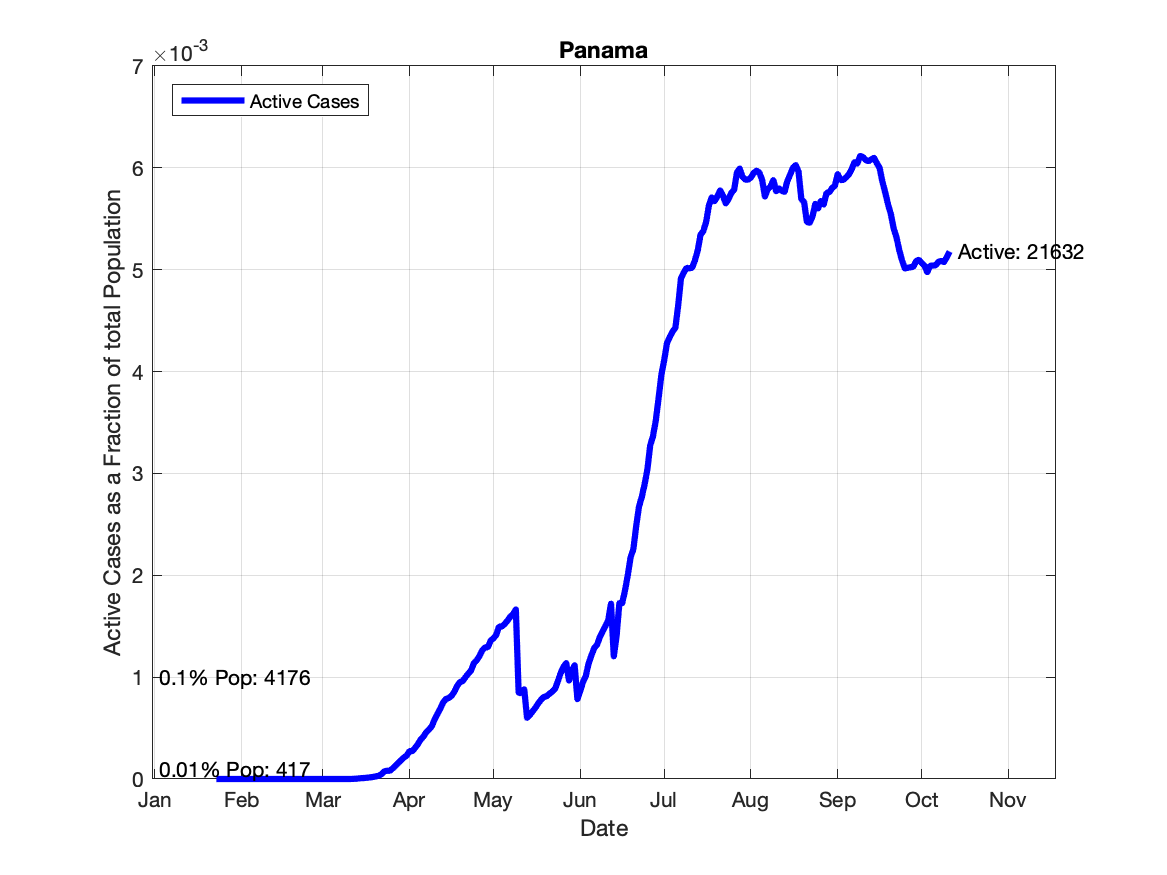 Panama
×10-3
Active Cases
7
6
5
4
3
2
1
0
Active Cases as a Fraction of total Population
Active: 21632
0.1% Pop: 4176
0.01% Pop: 417
Jan Feb Mar Apr May Jun Jul Aug Sep Oct Nov
Date